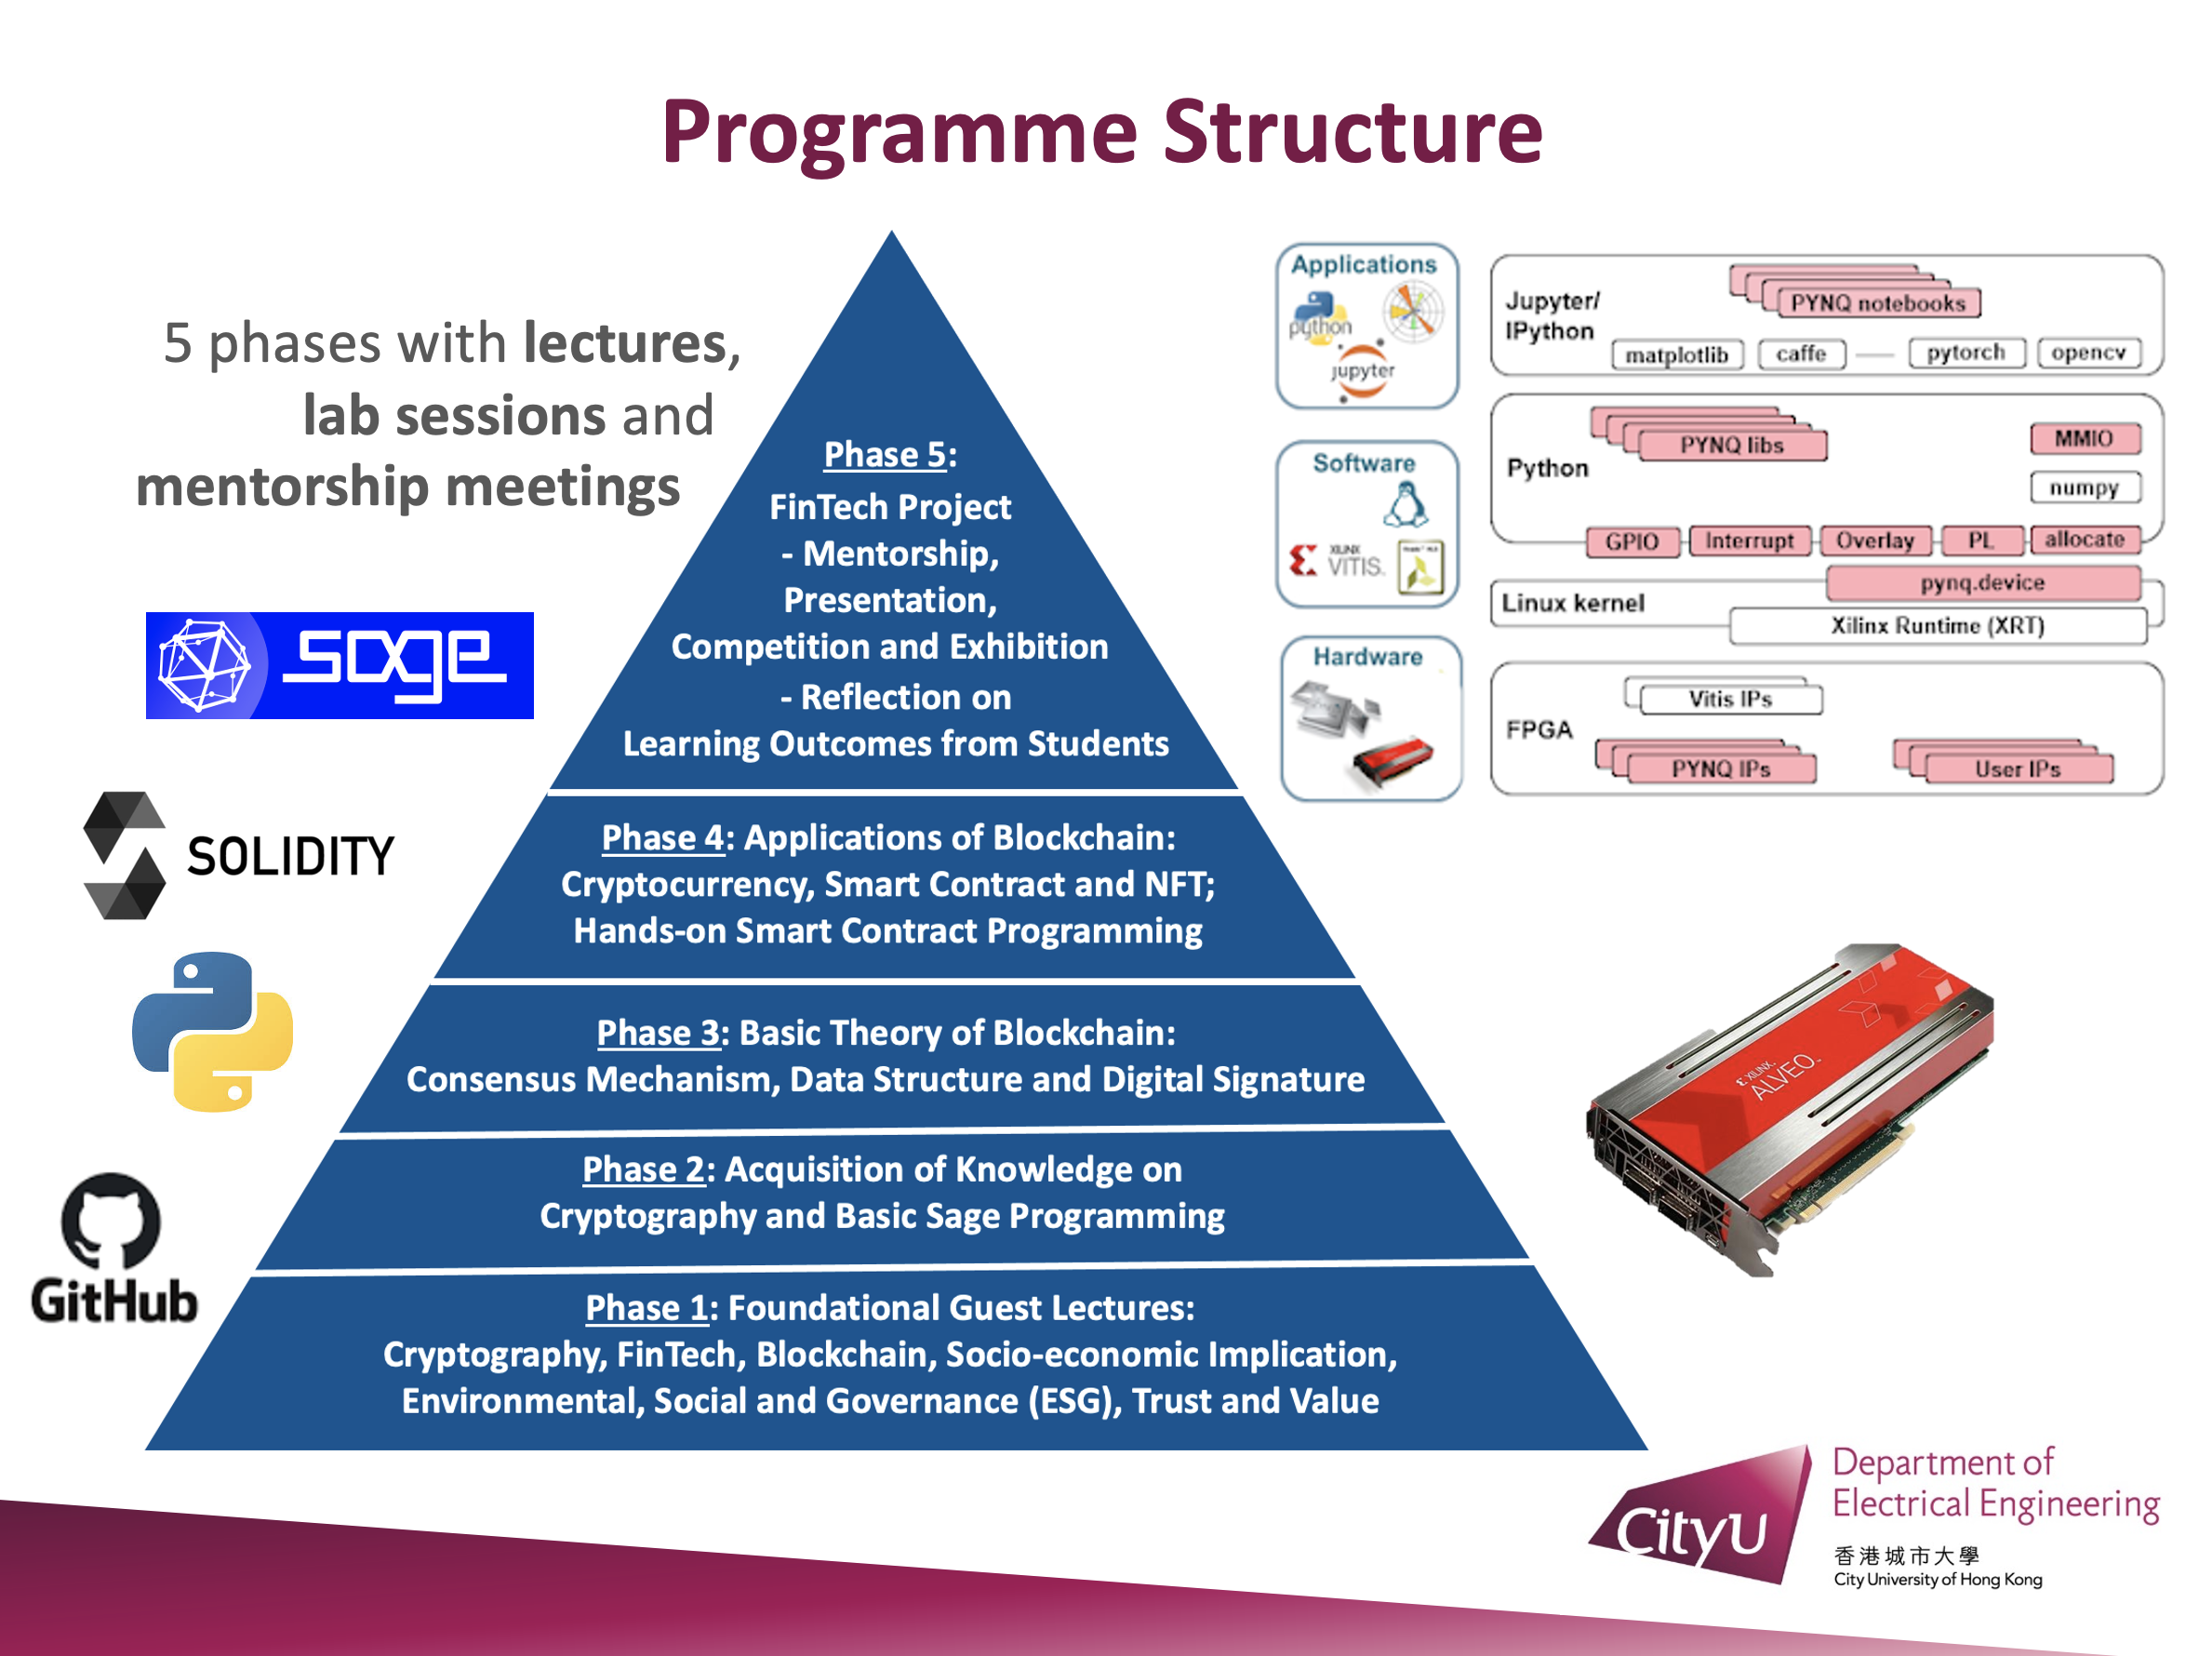 Programme Structure
5 phases with lectures,
lab sessions and
mentorship meetings
sage
SOLIDITY
GitHub
Phase 5:
FinTech Project
- Mentorship,
Presentation,
Competition and Exhibition
- Reflection on
Learning Outcomes from Students
Phase 4: Applications of Blockchain:
Cryptocurrency, Smart Contract and NFT;
Hands-on Smart Contract Programming
Phase 3: Basic Theory of Blockchain:
Consensus Mechanism, Data Structure and Digital Signature
Phase 2: Acquisition of Knowledge on
Cryptography and Basic Sage Programming
Phase 1: Foundational Guest Lectures:
Cryptography, FinTech, Blockchain, Socio-economic Implication,
Environmental, Social and Governance (ESG), Trust and Value
Applications
python
jupyter
Software
XILINX
VITIS.
Hardware
Jupyter/
IPython
PYNQ notebooks
matplotlib
caffe
pytorch
opencv
Python
PYNQ libs
MMIO
numpy
GPIO
Interrupt
Overlay
PL
allocate
Linux kernel
pynq.device
Xilinx Runtime (XRT)
FPGA
Vitis IPs
PYNQ IPs
User IPs
XILINX
ALVEO
CityU
Department of
Electrical Engineering
香港城市大學
City University of Hong Kong